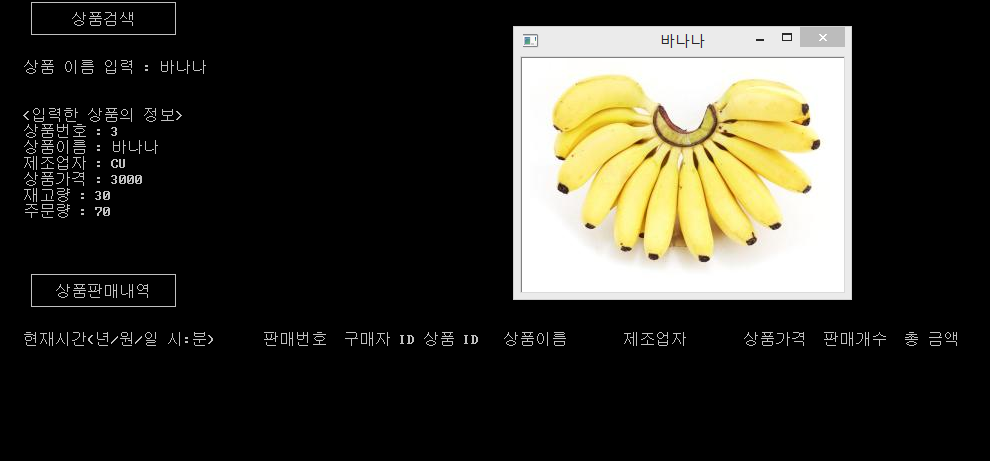 상품검색
상품 이름 입력 : 바나나
바나나
<입력한 상품의 정보>
상품번호 : 3
상품이름 : 바나나
제조업자 : CU
상품가격 : 3000
재고량 : 30
주문량 : 70
상품판매내역
현재시간(년/월/일 시:분) 판매번호 구매자 ID 상품 ID 상품이름 제조업자 상품가격 판매개수 총 금액